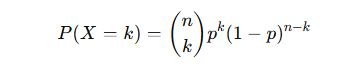 P(X = k) = \binom{n}{k} p^k (1 − p)^{n−k}